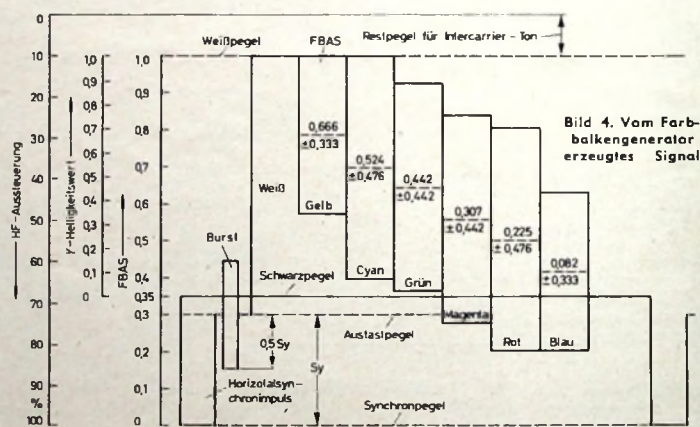 Weißpegel
FBAS
Restpegel für Intercarrier-Ton
HF-Aussteuerung
0
10
20
30
40
50
60
70
80
90
%
100
Y-Helligkeitswert
1,0
0,9
0,8
0,7
0,6
0,5
0,4
0,3
0,2
0,1
0
FBAS
1,0
0,9
0,8
0,7
0,6
0,5
0,4
0,35
0,3
0,2
0,1
0
Weiß
0,666
±0,333
Gelb
0,524
±0,476
Cyan
0,442
±0,442
Grün
0,307
±0,442
Magenta
0,225
±0,476
Rot
0,082
±0,333
Blau
Burst
Schwarzpegel
Austastpegel
0,5 Sy
Sy
Horizotalsyn-
chronimpuls
Synchronpegel
Bild 4. Vom Farb-
balkengenerator
erzeugtes Signal